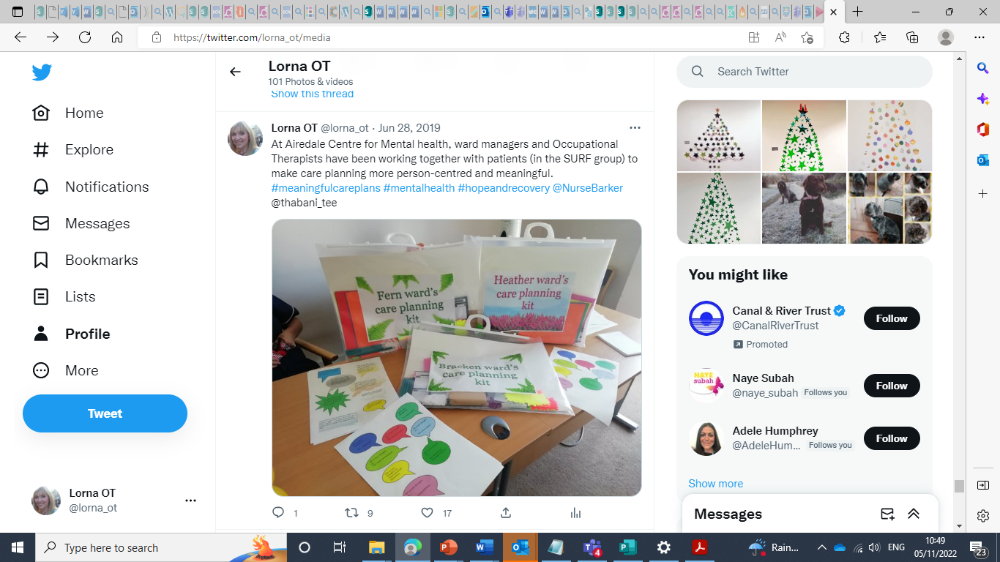 https://twitter.com/lorna_ot/media
Home
Explore
Notifications
Messages
Bookmarks
Lists
Profile
More
Tweet
Lorna OT
@lorna_ot
Lorna OT
101 Photos & videos
Show this thread
Lorna OT @lorna_ot · Jun 28, 2019
At Airedale Centre for Mental health, ward managers and Occupational
Therapists have been working together with patients (in the SURF group) to
make care planning more person-centred and meaningful.
#meaningfulcareplans #mentalhealth #hopeandrecovery @NurseBarker
@thabani_tee
Fern ward's
care planning
kit
Heather ward's
care planning
kit
Bracken ward's
care planning
kit
1 9 17
Search Twitter
You might like
Canal & River Trust
@CanalRiverTrust
Promoted
Follow
NAYE
subah
Naye Subah
@naye_subah Follows you
Follow
Adele Humphrey
@AdeleHum... Follows you
Follow
Show more
Messages
Type here to search
4
Rain...
ENG
10:49
05/11/2022
23